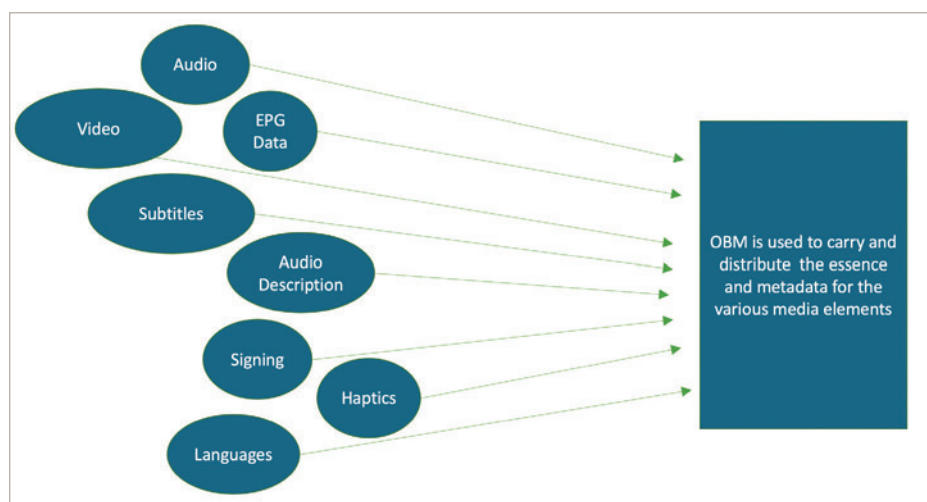 Audio
EPG
Data
Video
Subtitles
Audio
Description
Signing
Haptics
Languages
OBM is used to carry and
distribute the essence
and metadata for the
various media elements